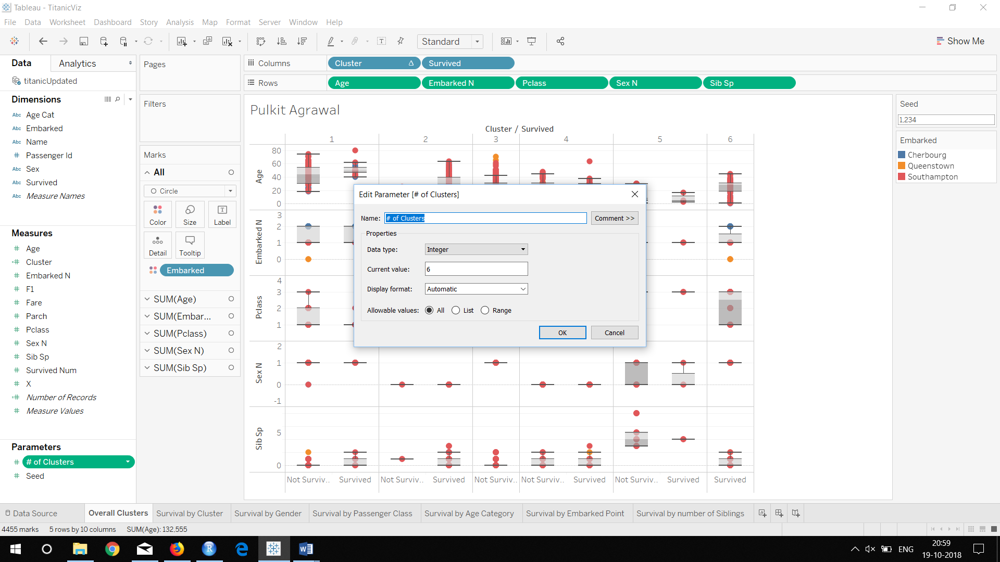 Tableau - TitanicViz
File Data Worksheet Dashboard Story Analysis Map Format Server Window Help
Standard
Show Me
Data Analytics
titanicUpdated
Dimensions
Abc Age Cat
Abc Embarked
Abc Name
# Passenger Id
Abc Sex
Abc Survived
Abc Measure Names
Measures
# Age
=# Cluster
# Embarked N
# F1
# Fare
# Parch
# Pclass
# Sex N
# Sib Sp
# Survived Num
# X
=# Number of Records
# Measure Values
Parameters
# # of Clusters
# Seed
Pages
Filters
Marks
All
Circle
Color Size Label
Detail Tooltip
Embarked
SUM(Age)
SUM(Embar...
SUM(Pclass)
SUM(Sex N)
SUM(Sib Sp)
Columns Cluster Δ Survived
Rows Age Embarked N Pclass Sex N Sib Sp
Pulkit Agrawal
Cluster / Survived
1 2 3 4 5 6
Age
80
60
40
20
0
Embarked N
3
2
1
0
Pclass
4
3
2
1
Sex N
2
1
0
-1
Sib Sp
5
0
Not Surviv.. Survived Not Surviv.. Survived Not Surviv.. Not Surviv.. Survived Not Surviv.. Survived Survived
Edit Parameter [# of Clusters]
Name: # of Clusters Comment >>
Properties
Data type: Integer
Current value: 6
Display format: Automatic
Allowable values: All List Range
OK Cancel
Seed
1,234
Embarked
Cherbourg
Queenstown
Southampton
Data Source Overall Clusters Survival by Cluster Survival by Gender Survival by Passenger Class Survival by Age Category Survival by Embarked Point Survival by number of Siblings
4455 marks 5 rows by 10 columns SUM(Age): 132,555
ENG
20:59
19-10-2018